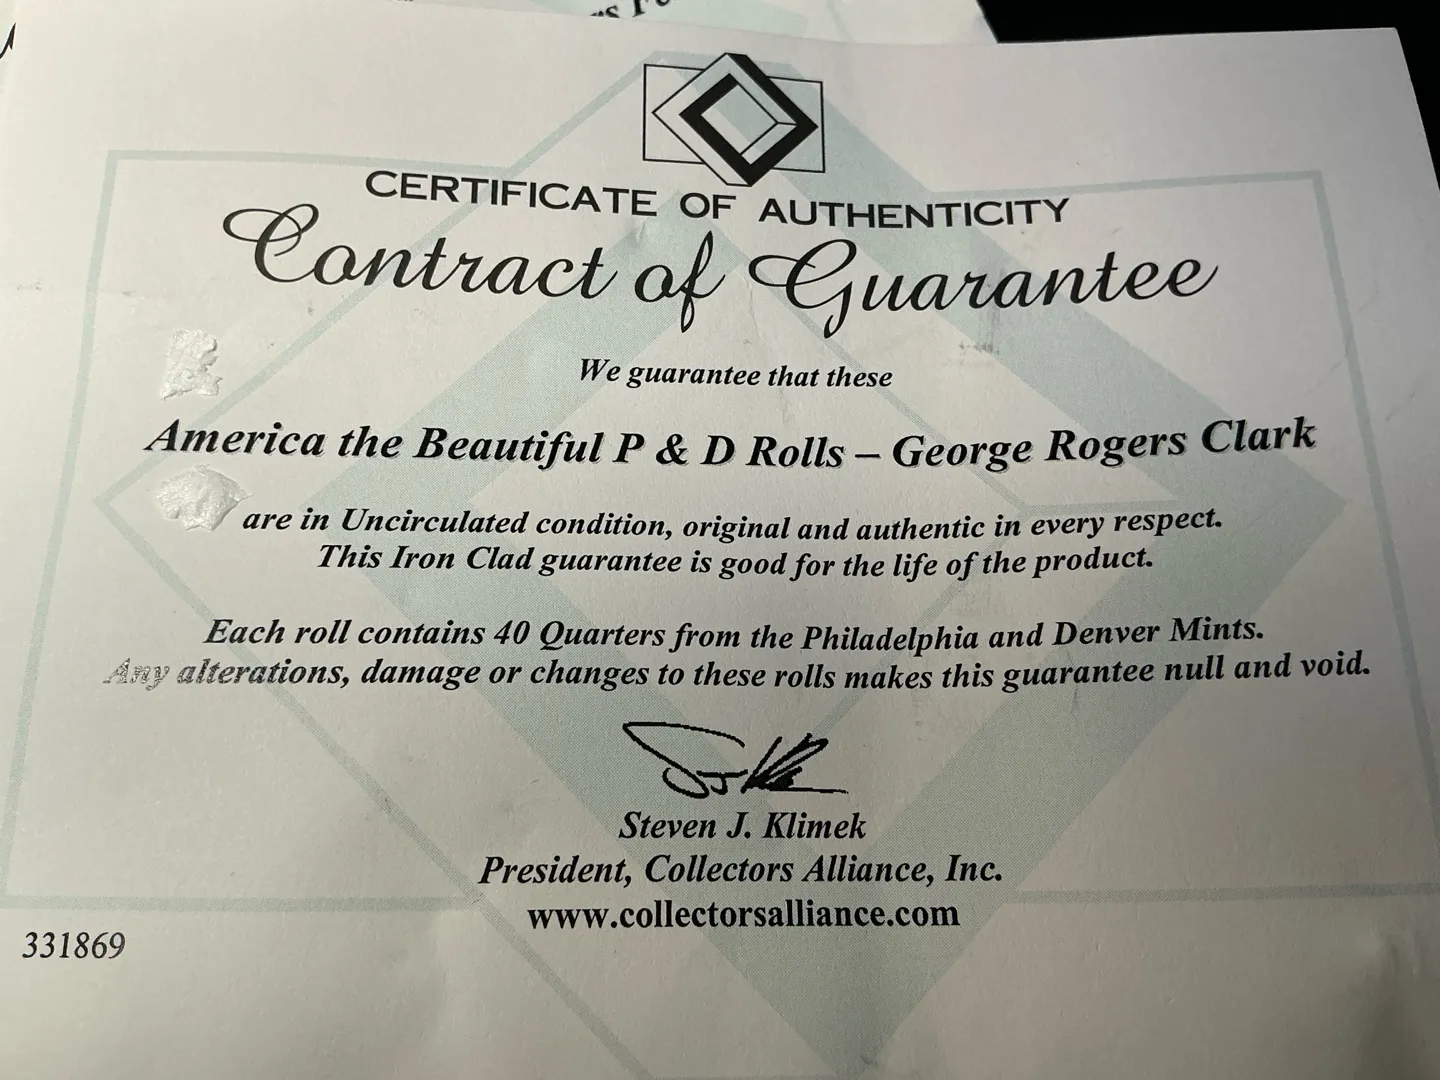 CERTIFICATE OF AUTHENTICITY
Contract of Guarantee
We guarantee that these
America the Beautiful P & D Rolls – George Rogers Clark
are in Uncirculated condition, original and authentic in every respect.
This Iron Clad guarantee is good for the life of the product.
Each roll contains 40 Quarters from the Philadelphia and Denver Mints.
Any alterations, damage or changes to these rolls makes this guarantee null and void.
Steven J. Klimek
President, Collectors Alliance, Inc.
www.collectorsalliance.com
331869